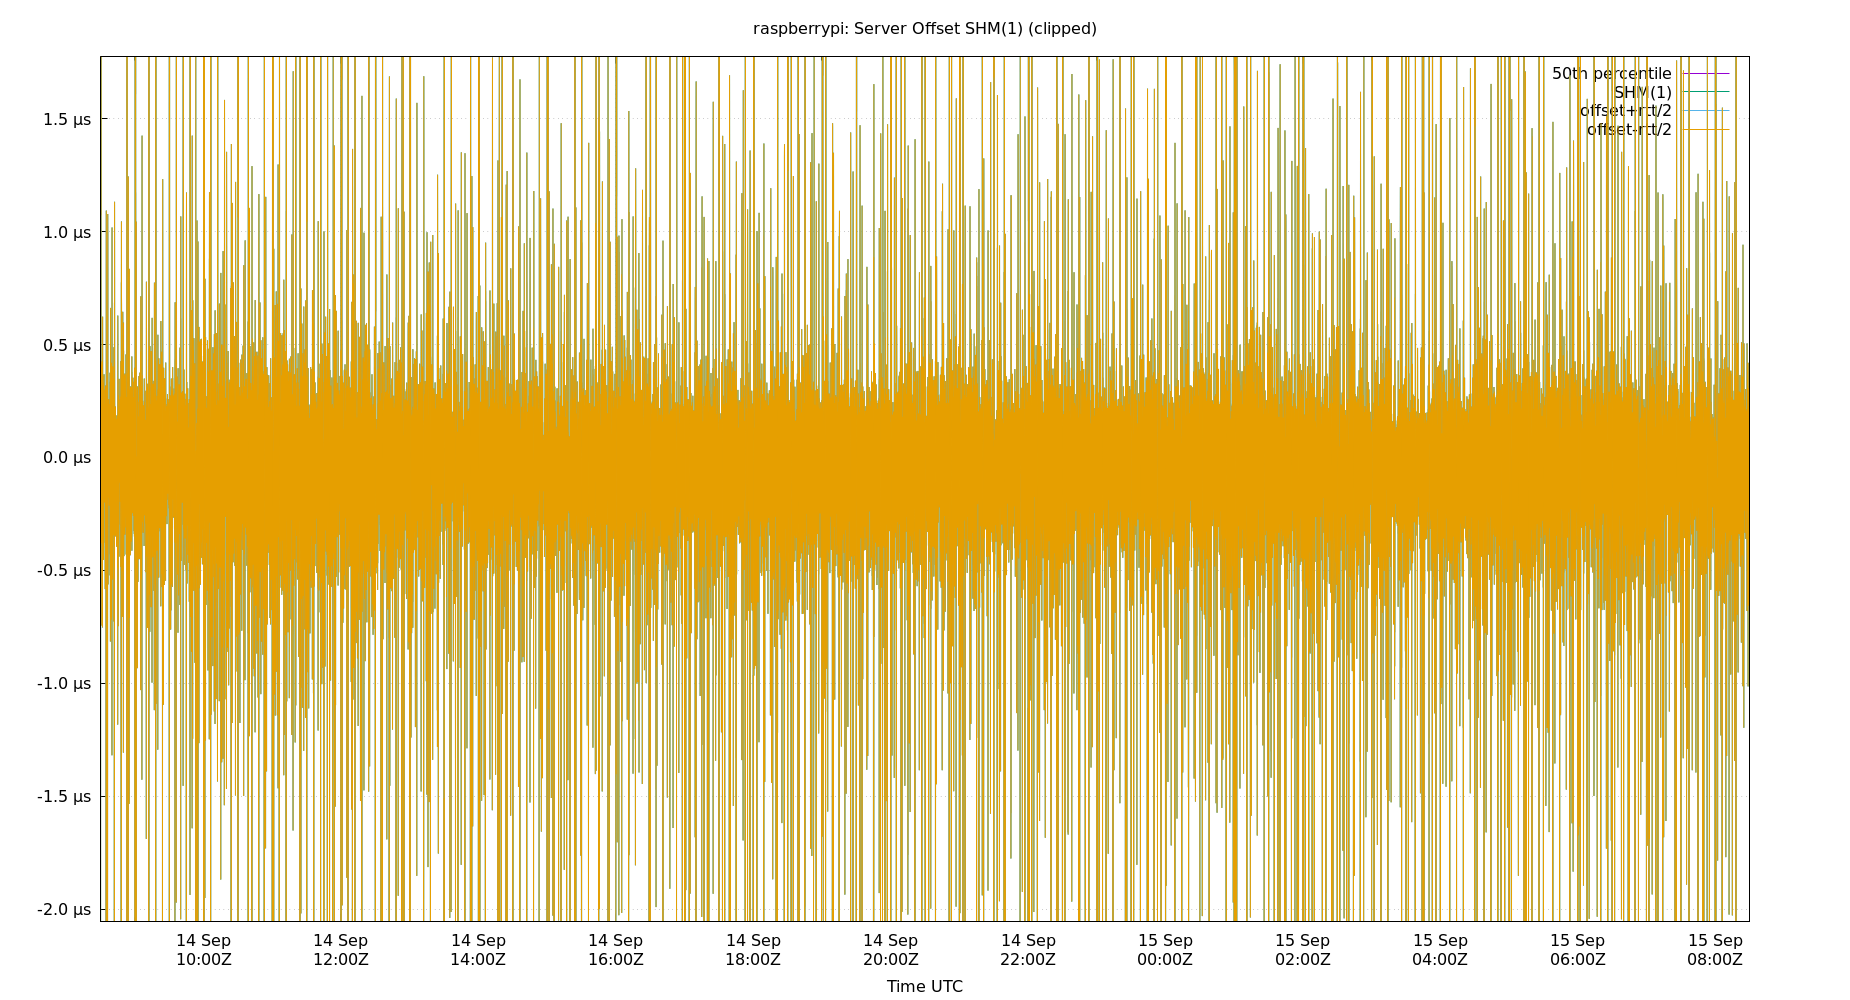 raspberrypi: Server Offset SHM(1) (clipped)
50th percentile
SHM(1)
offset+rtt/2
offset-rtt/2
1.5 µs
1.0 µs
0.5 µs
0.0 µs
-0.5 µs
-1.0 µs
-1.5 µs
-2.0 µs
14 Sep 14 Sep 14 Sep 14 Sep 14 Sep 14 Sep 14 Sep 15 Sep 15 Sep 15 Sep 15 Sep 15 Sep
10:00Z 12:00Z 14:00Z 16:00Z 18:00Z 20:00Z 22:00Z 00:00Z 02:00Z 04:00Z 06:00Z 08:00Z
Time UTC